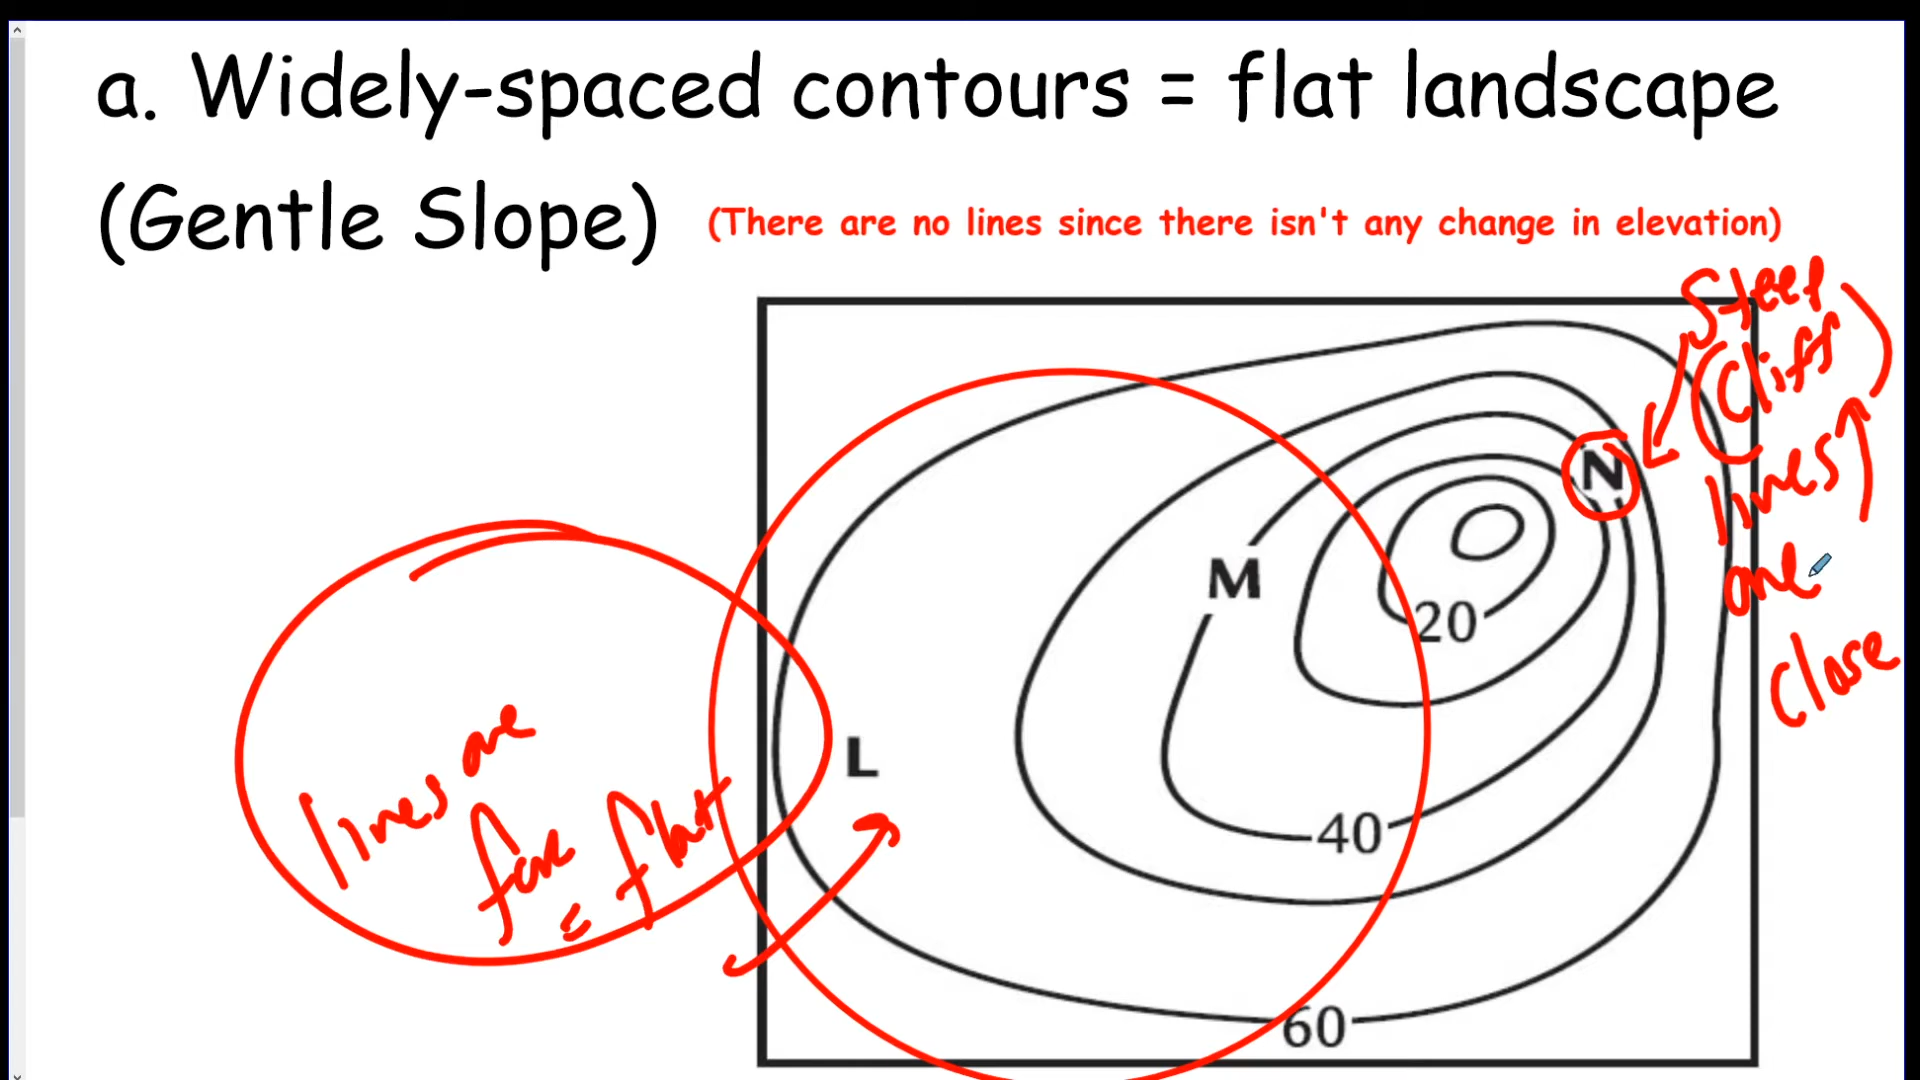 a. Widely-spaced contours = flat landscape
(Gentle Slope) (There are no lines since there isn't any change in elevation)
Steep
(Cliff)
lines
are
close
N
M
20
L
40
60
lines are
far = flat